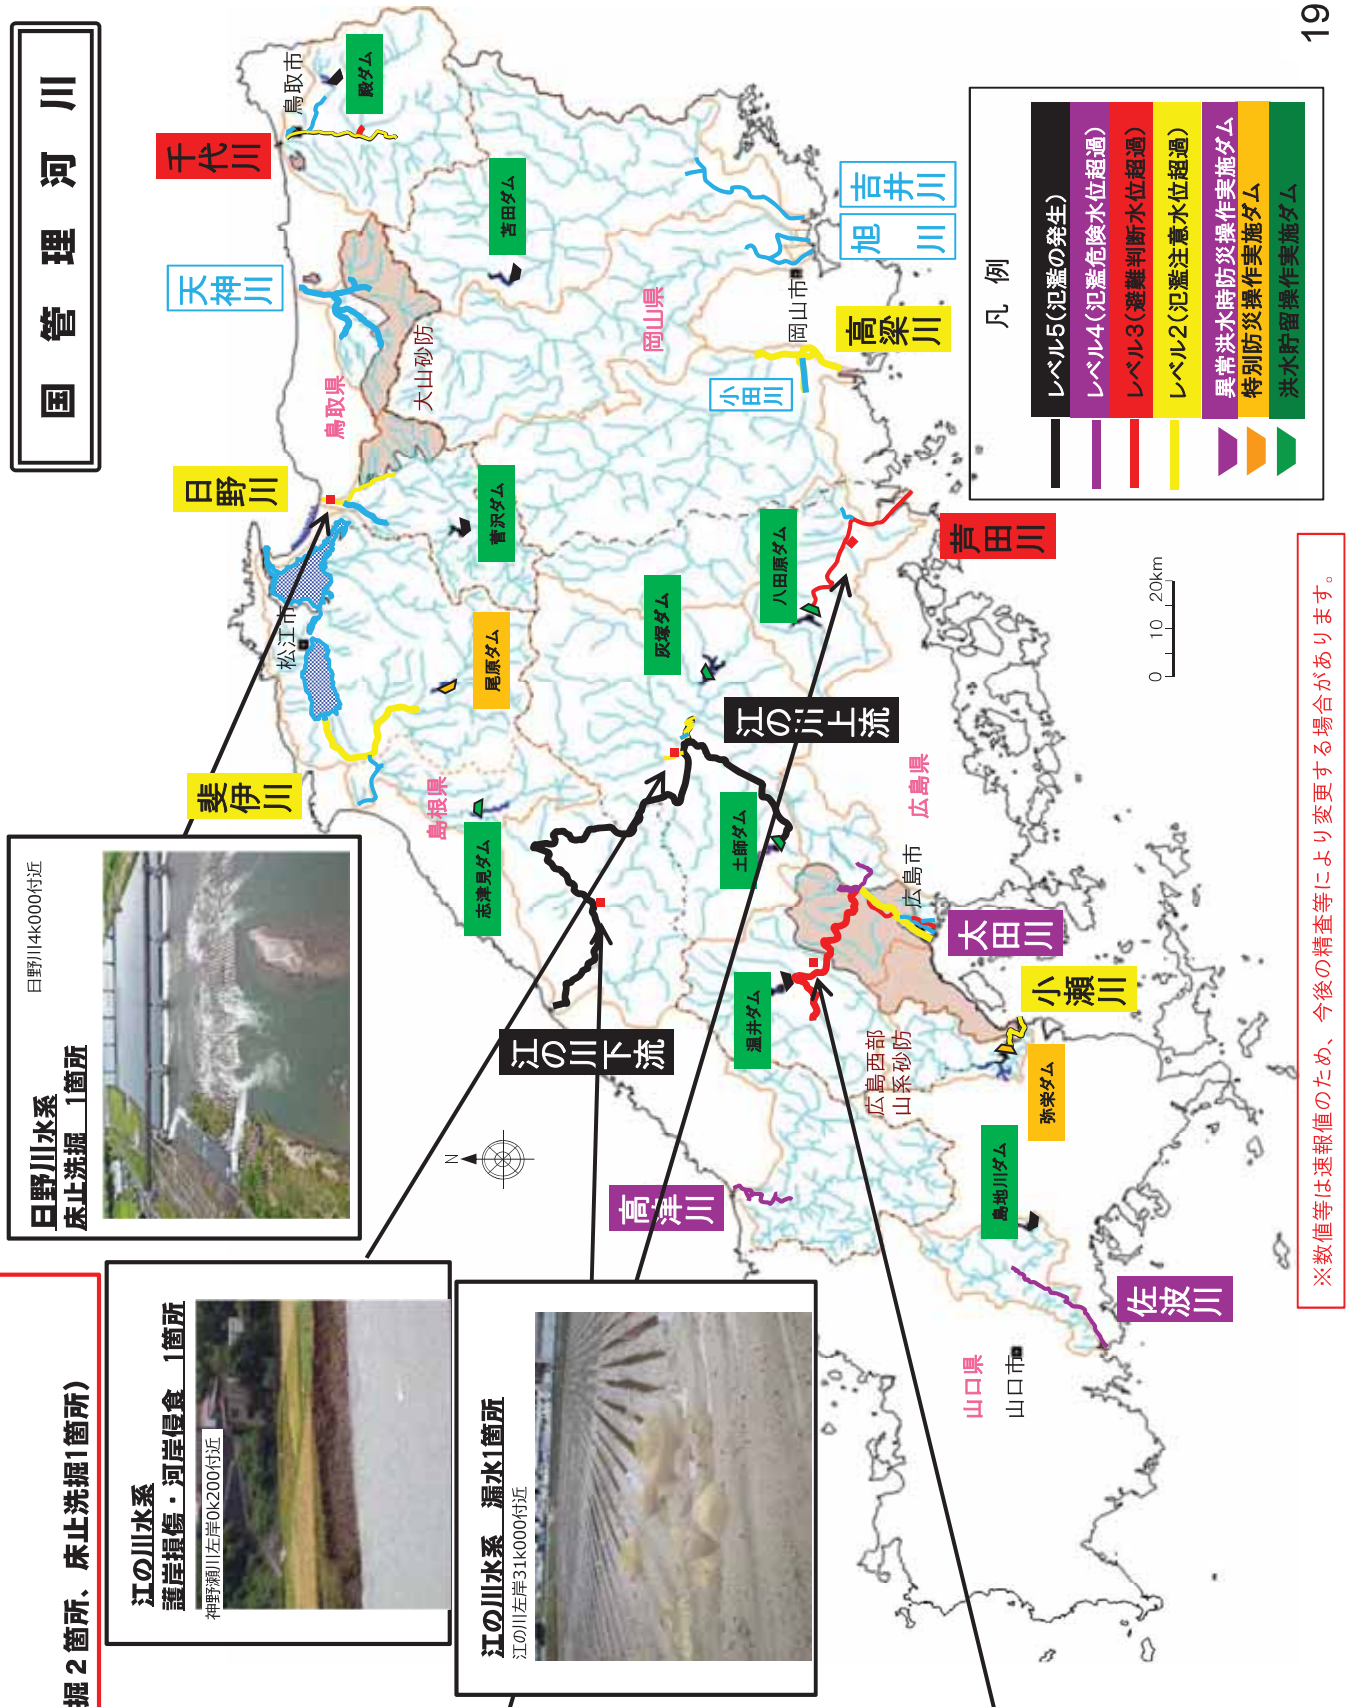 国管理河川
掘２箇所、床止洗掘1箇所）
日野川水系
床止洗掘　1箇所
日野川4k000付近
江の川水系
護岸損傷・河岸侵食　1箇所
神野瀬川左岸0k200付近
江の川水系　漏水1箇所
江の川左岸31k000付近
千代川
鳥取市
殿ダム
天神川
苫田ダム
吉井川
旭川
鳥取県
大山砂防
岡山県
岡山市
高梁川
小田川
日野川
菅沢ダム
松江市
尾原ダム
灰塚ダム
八田原ダム
芦田川
斐伊川
島根県
志津見ダム
江の川上流
土師ダム
広島県
広島市
太田川
江の川下流
温井ダム
広島西部
山系砂防
小瀬川
弥栄ダム
N
高津川
島地川ダム
佐波川
山口県
山口市
0 10 20km
凡例
レベル5（氾濫の発生）
レベル4（氾濫危険水位超過）
レベル3（避難判断水位超過）
レベル2（氾濫注意水位超過）
異常洪水時防災操作実施ダム
特別防災操作実施ダム
洪水貯留操作実施ダム
※数値等は速報値のため、今後の精査等により変更する場合があります。
19